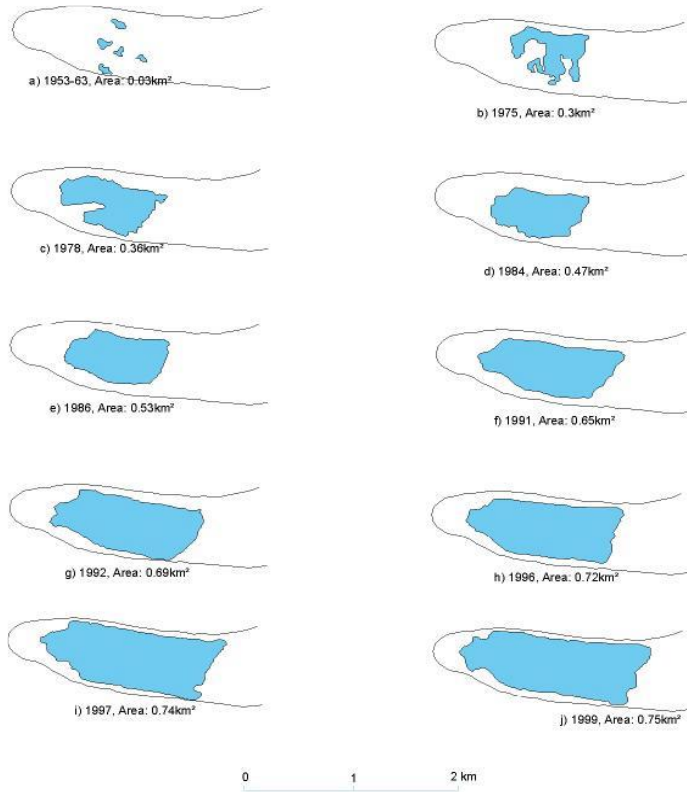 a) 1953-63, Area: 0.03km²
b) 1975, Area: 0.3km²
c) 1978, Area: 0.36km²
d) 1984, Area: 0.47km²
e) 1986, Area: 0.53km²
f) 1991, Area: 0.65km²
g) 1992, Area: 0.69km²
h) 1996, Area: 0.72km²
i) 1997, Area: 0.74km²
j) 1999, Area: 0.75km²
0 1 2 km